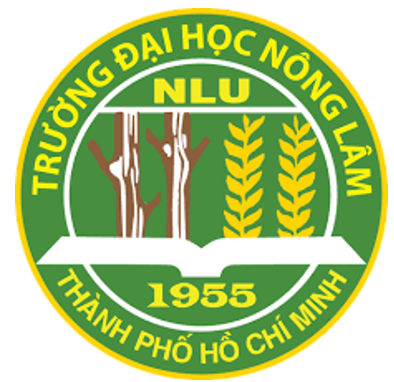 TRƯỜNG ĐẠI HỌC NÔNG LÂM
NLU
1955
THÀNH PHỐ HỒ CHÍ MINH